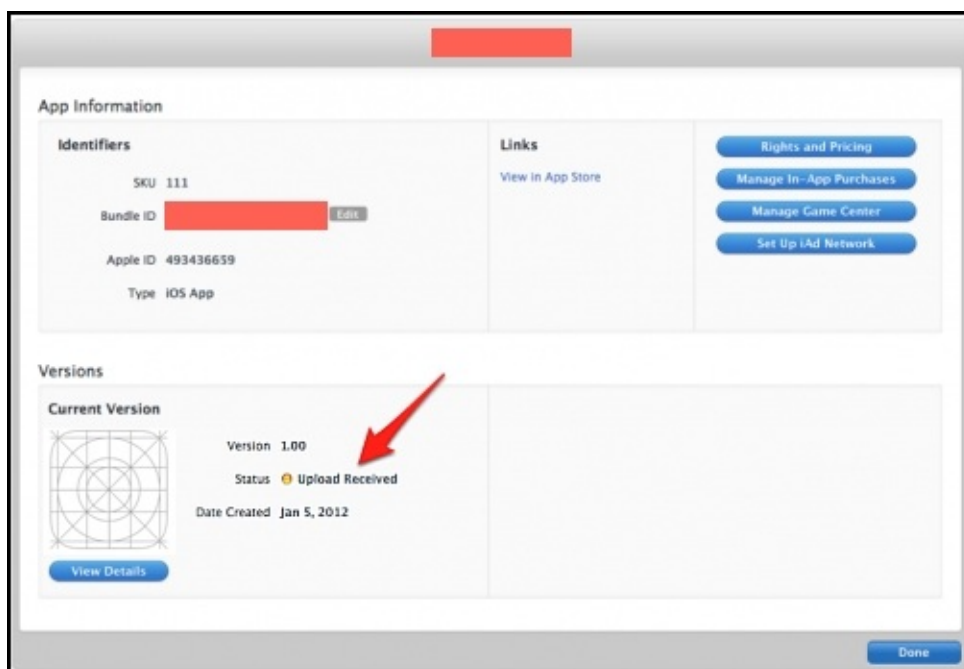 App Information
Identifiers
SKU 111
Bundle ID Edit
Apple ID 493436659
Type iOS App
Links
View in App Store
Rights and Pricing
Manage In-App Purchases
Manage Game Center
Set Up iAd Network
Versions
Current Version
Version 1.00
Status Upload Received
Date Created Jan 5, 2012
View Details
Done